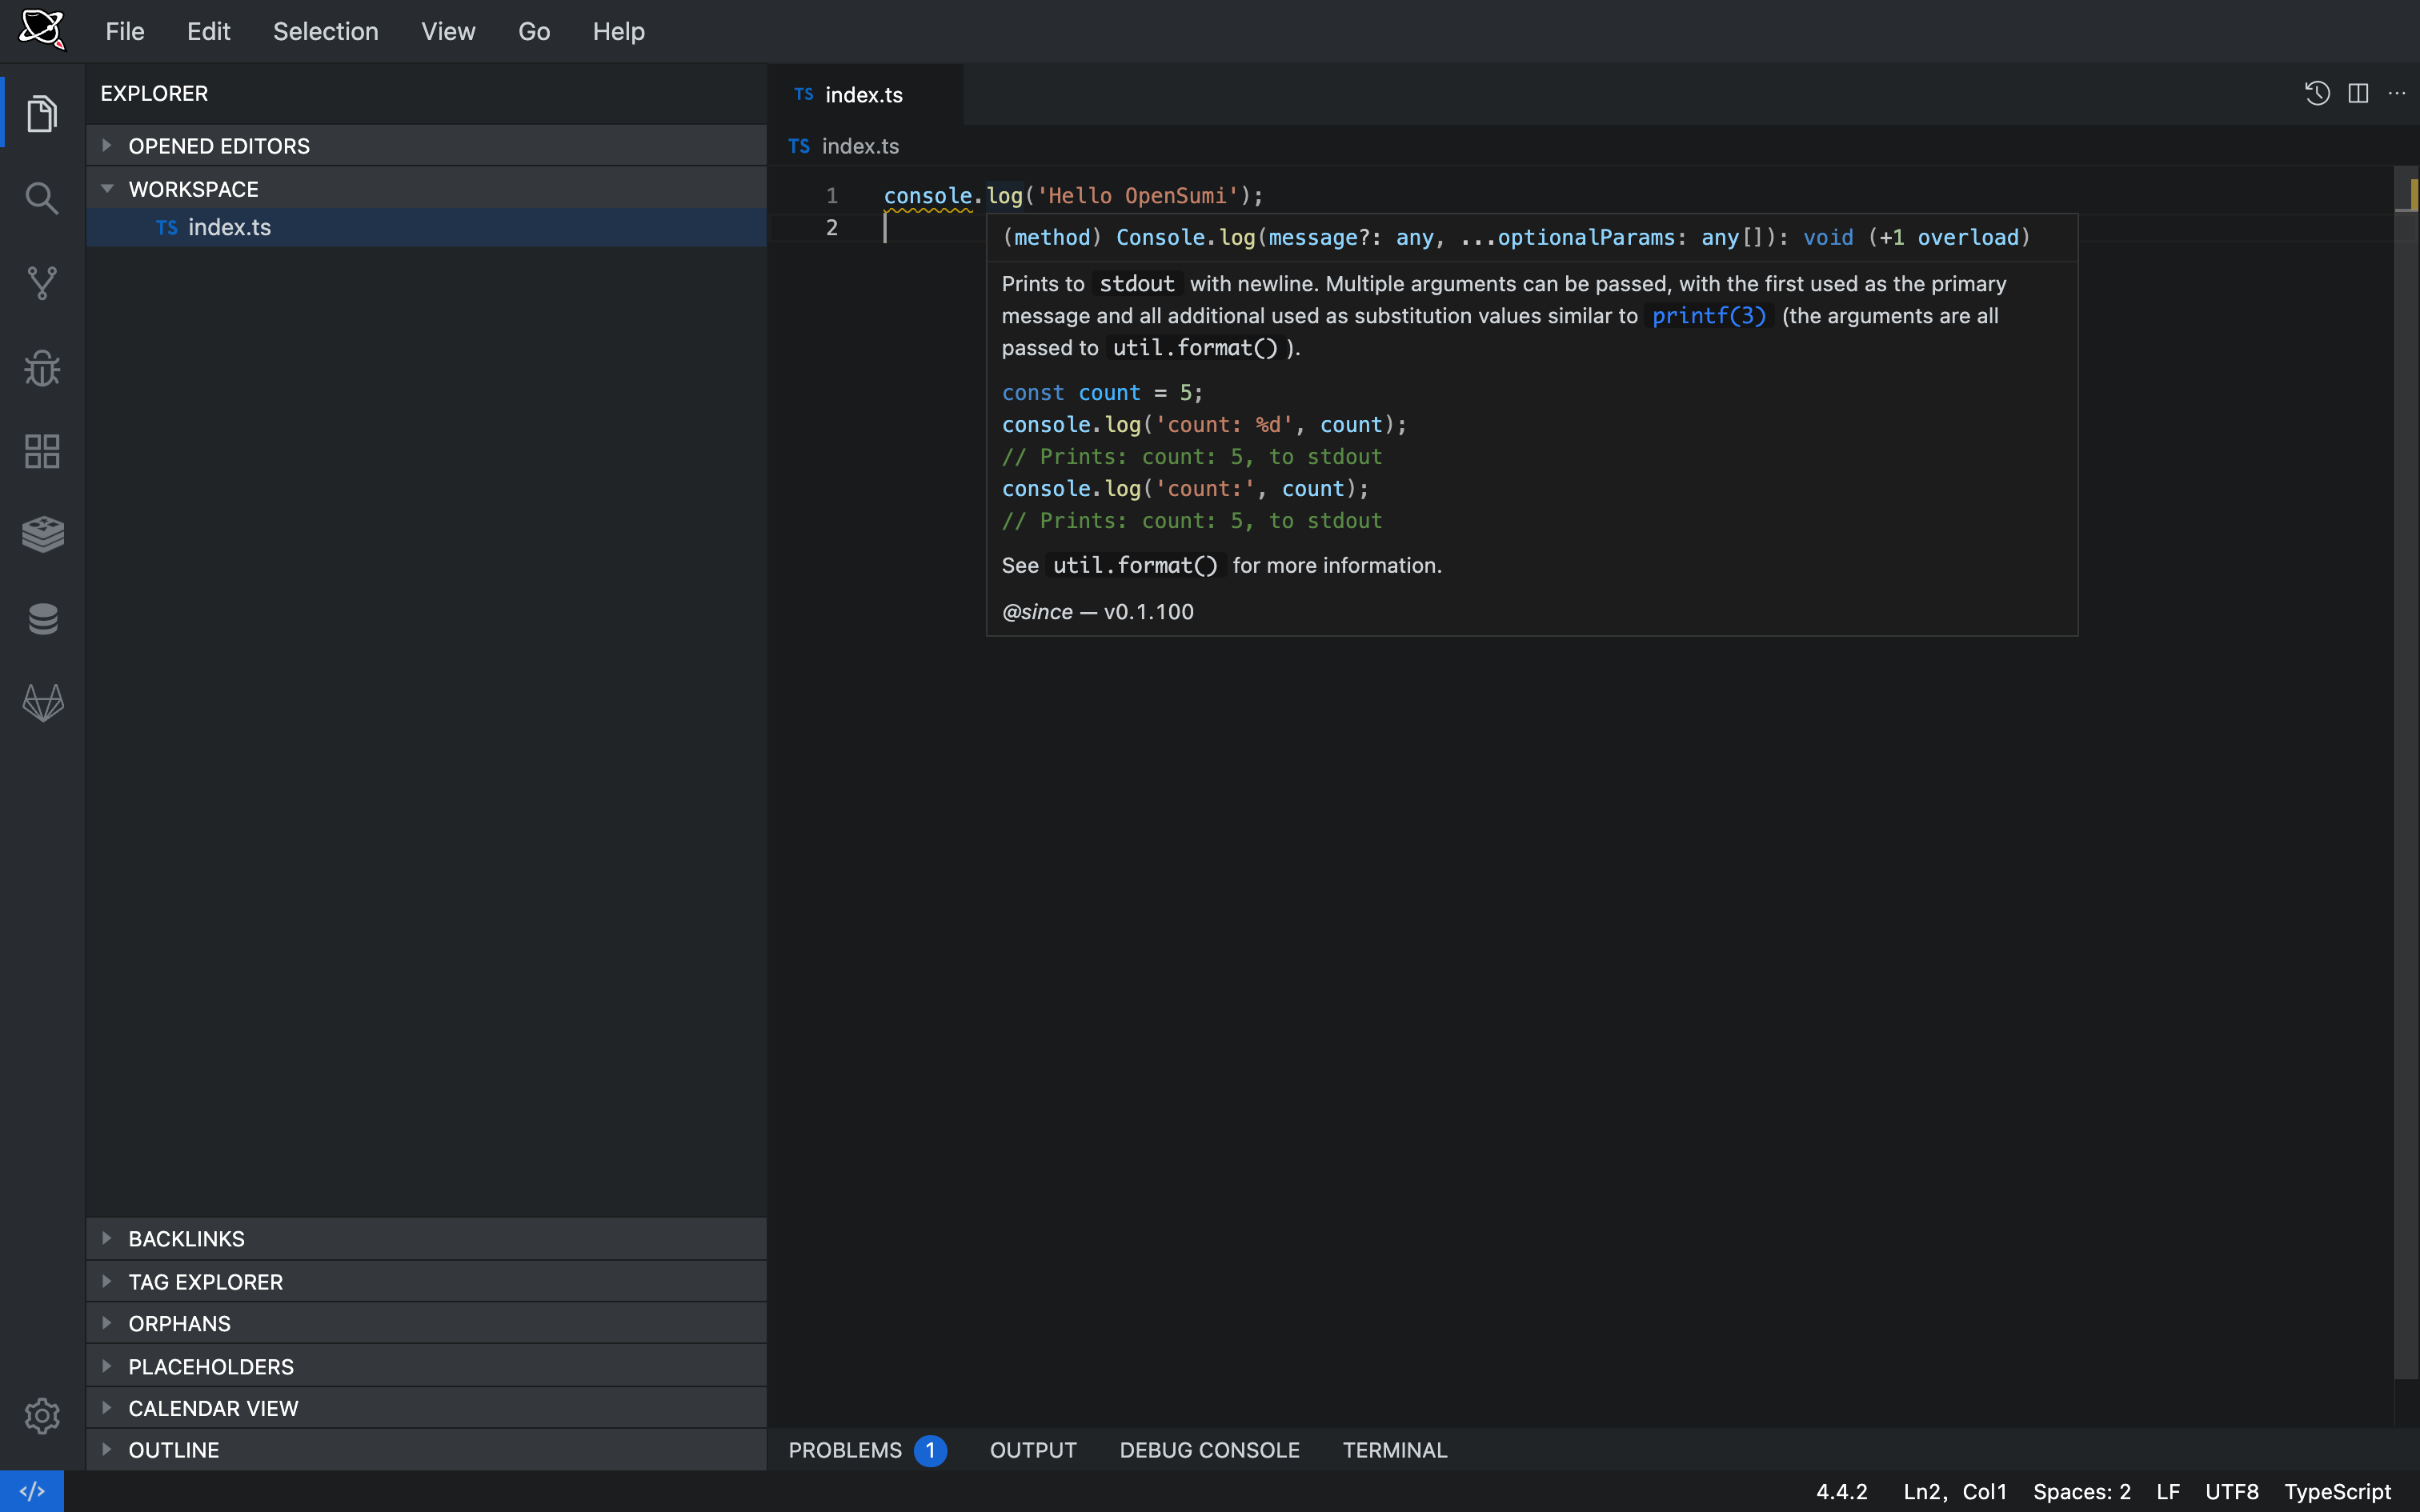 File Edit Selection View Go Help
EXPLORER
OPENED EDITORS
WORKSPACE
TS index.ts
BACKLINKS
TAG EXPLORER
ORPHANS
PLACEHOLDERS
CALENDAR VIEW
OUTLINE
TS index.ts
TS index.ts
1 console.log('Hello OpenSumi');
2
(method) Console.log(message?: any, ...optionalParams: any[]): void (+1 overload)
Prints to stdout with newline. Multiple arguments can be passed, with the first used as the primary
message and all additional used as substitution values similar to printf(3) (the arguments are all
passed to util.format() ).
const count = 5;
console.log('count: %d', count);
// Prints: count: 5, to stdout
console.log('count:', count);
// Prints: count: 5, to stdout
See util.format() for more information.
@since — v0.1.100
PROBLEMS 1 OUTPUT DEBUG CONSOLE TERMINAL
4.4.2 Ln2, Col1 Spaces: 2 LF UTF8 TypeScript